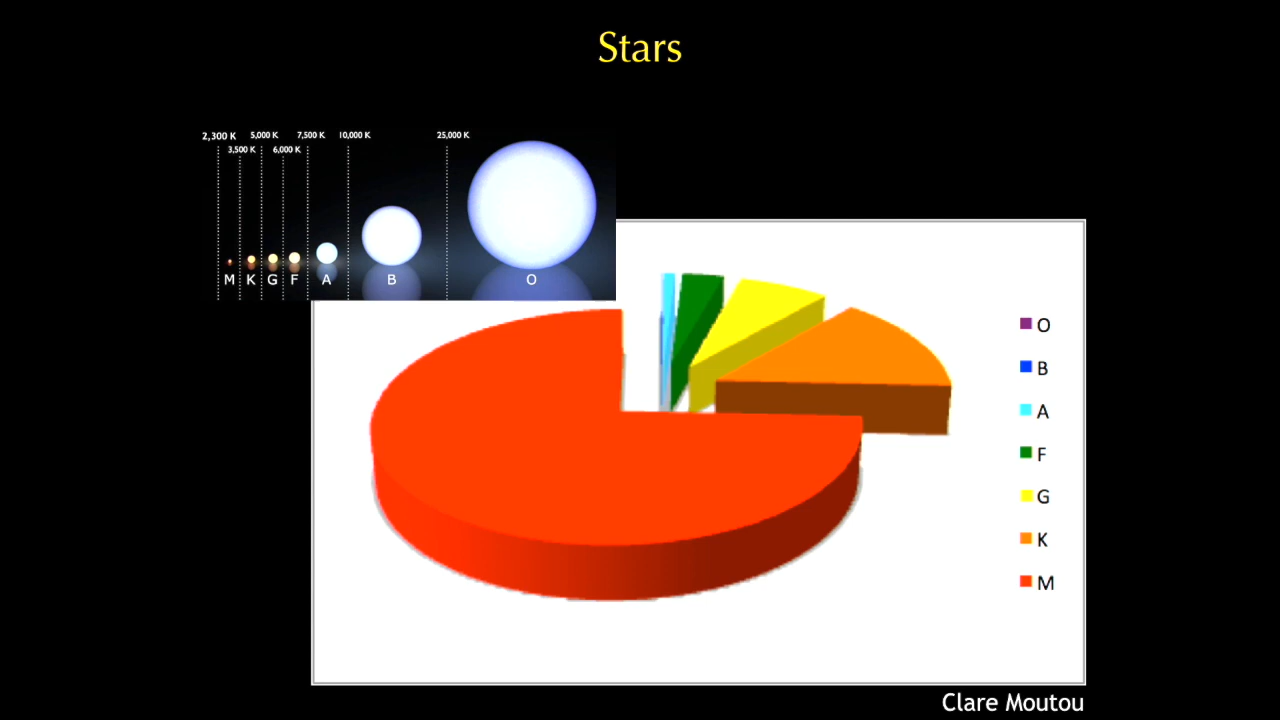 Stars
2,300 K 5,000 K 7,500 K 10,000 K 25,000 K
3,500 K 6,000 K
M K G F A B O
O
B
A
F
G
K
M
Clare Moutou